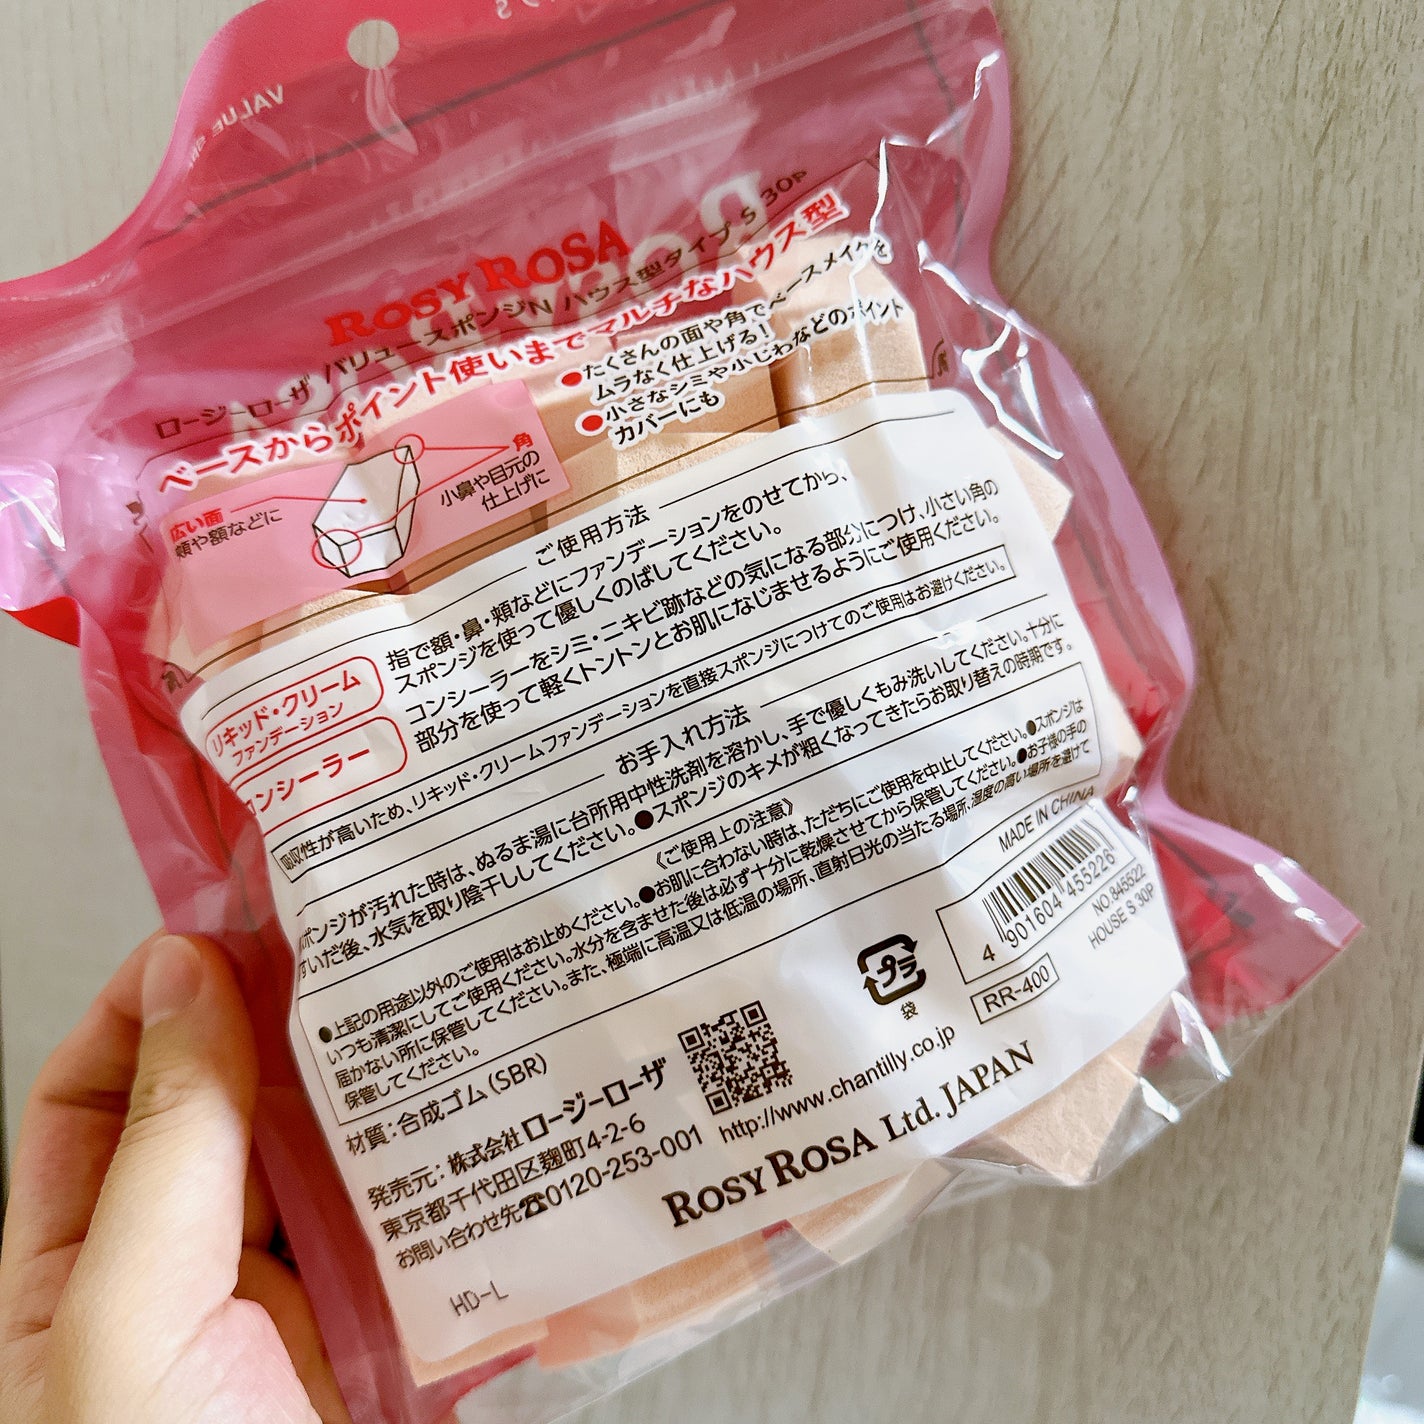 VALUE
ROSY ROSA
ロージーローザ バリュースポンジN ハウス型タイプ S 30P
ベースからポイント使いまでマルチなハウス型
●たくさんの面や角でベースメイクを
ムラなく仕上げる!
●小さなシミや小じわなどのポイント
カバーにも
広い面
頬や額などに
角
小鼻や目元の
仕上げに
ご使用方法
リキッド・クリーム
ファンデーション
指で額・鼻・頬などにファンデーションをのせてから、
スポンジを使って優しくのばしてください。
コンシーラー
コンシーラーをシミ・ニキビ跡などの気になる部分につけ、小さい角の
部分を使って軽くトントンとお肌になじませるようにご使用ください。
吸収性が高いため、リキッド・クリームファンデーションを直接スポンジにつけてのご使用はお避けください。
お手入れ方法
スポンジが汚れた時は、ぬるま湯に台所用中性洗剤を溶かし、手で優しくもみ洗いしてください。十分に
すすいだ後、水気を取り陰干ししてください。●スポンジのキメが粗くなってきたらお取り替えの時期です。
《ご使用上の注意》
●上記の用途以外のご使用はお止めください。●お肌に合わない時は、ただちにご使用を中止してください。●スポンジは
いつも清潔にしてご使用ください。水分を含ませた後は必ず十分に乾燥させてから保管してください。●お子様の手の
届かない所に保管してください。また、極端に高温又は低温の場所、直射日光の当たる場所、湿度の高い場所を避けて
保管してください。
材質:合成ゴム(SBR)
発売元:株式会社ロージーローザ
東京都千代田区麹町4-2-6
お問い合わせ先☎0120-253-001
プラ
袋
MADE IN CHINA
4 901604 455226
NO.845522
HOUSE S 30P
RR-400
http://www.chantilly.co.jp
ROSY ROSA Ltd. JAPAN
HD-L